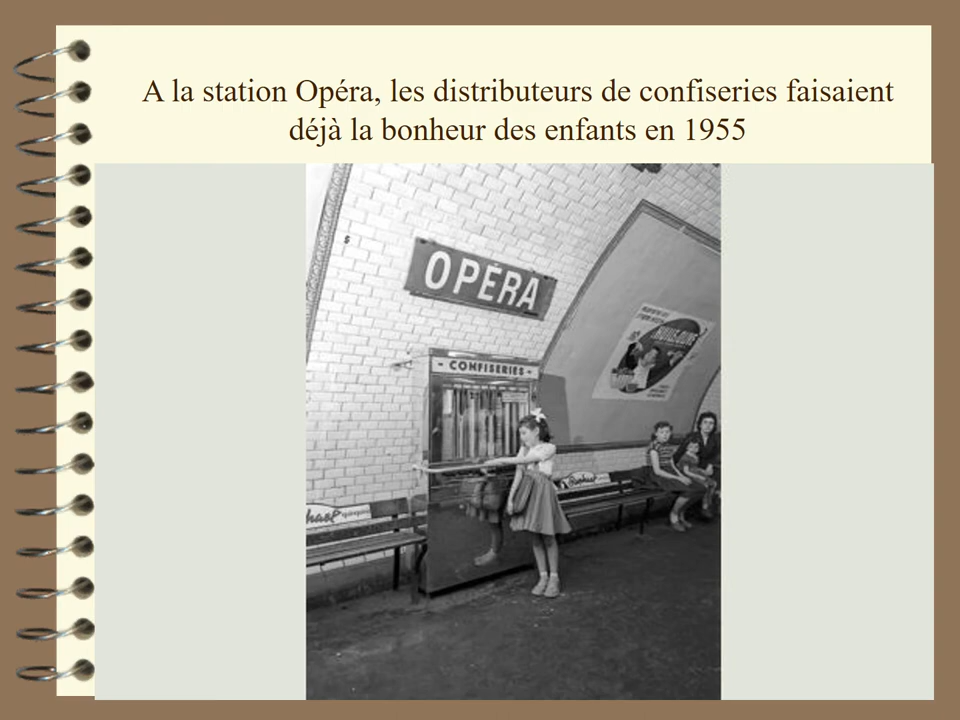 A la station Opéra, les distributeurs de confiseries faisaient
déjà la bonheur des enfants en 1955
OPÉRA
CONFISERIES